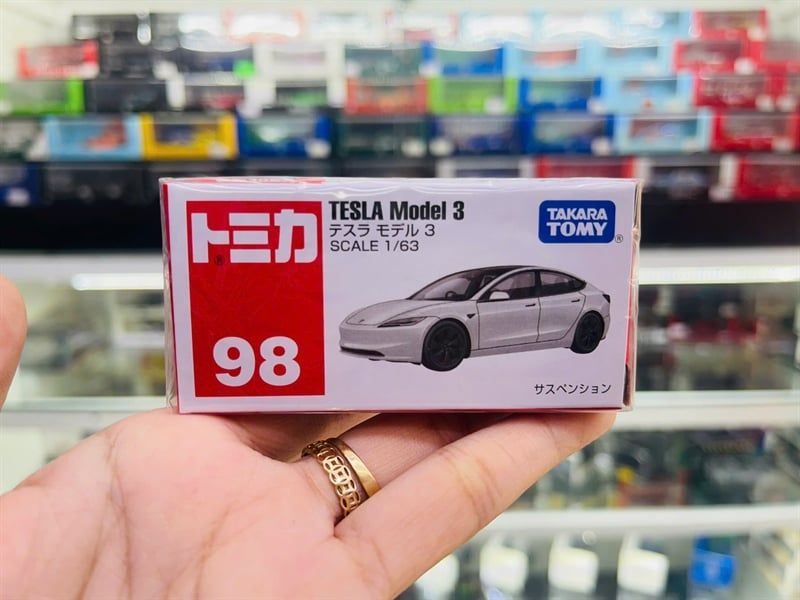 トミカ®
98
TESLA Model 3
テスラ モデル 3
SCALE 1/63
TAKARA
TOMY®
サスペンション